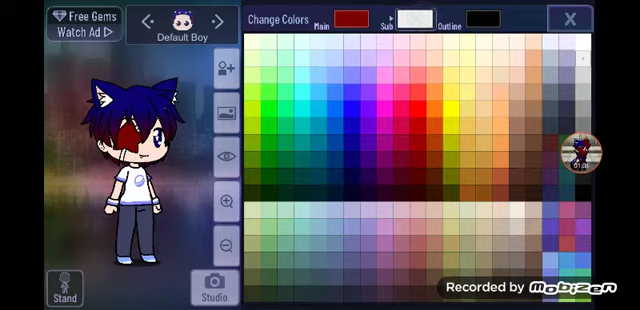 Free Gems
Watch Ad
Default Boy
Change Colors
Main
Sub
Outline
X
Stand
Studio
Recorded by Mobizen